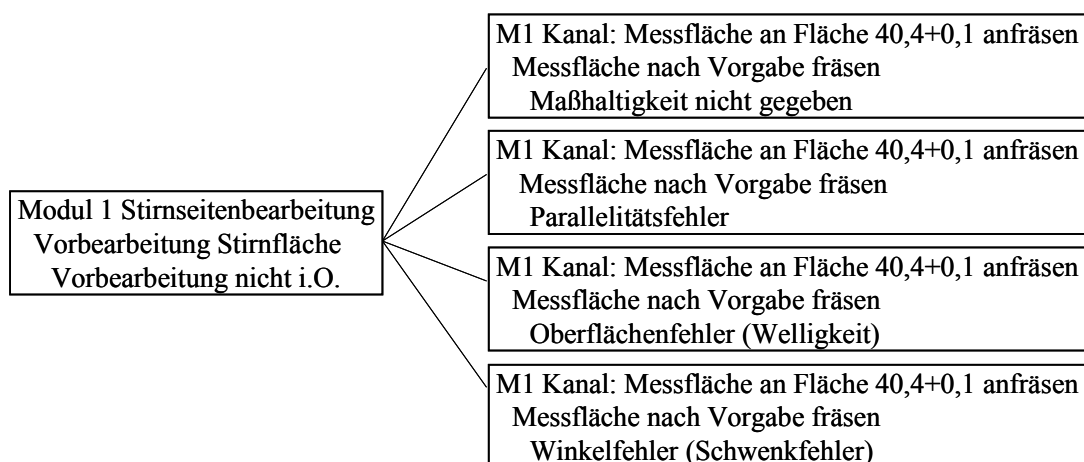 M1 Kanal: Messfläche an Fläche 40,4+0,1 anfräsen
Messfläche nach Vorgabe fräsen
Maßhaltigkeit nicht gegeben
M1 Kanal: Messfläche an Fläche 40,4+0,1 anfräsen
Messfläche nach Vorgabe fräsen
Parallelitätsfehler
Modul 1 Stirnseitenbearbeitung
Vorbearbeitung Stirnfläche
Vorbearbeitung nicht i.O.
M1 Kanal: Messfläche an Fläche 40,4+0,1 anfräsen
Messfläche nach Vorgabe fräsen
Oberflächenfehler (Welligkeit)
M1 Kanal: Messfläche an Fläche 40,4+0,1 anfräsen
Messfläche nach Vorgabe fräsen
Winkelfehler (Schwenkfehler)